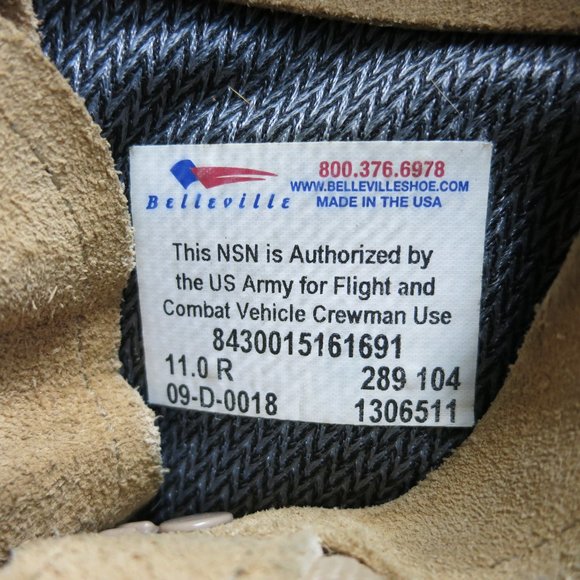 Belleville
800.376.6978
WWW.BELLEVILLESHOE.COM
MADE IN THE USA
This NSN is Authorized by
the US Army for Flight and
Combat Vehicle Crewman Use
8430015161691
11.0 R 289 104
09-D-0018 1306511